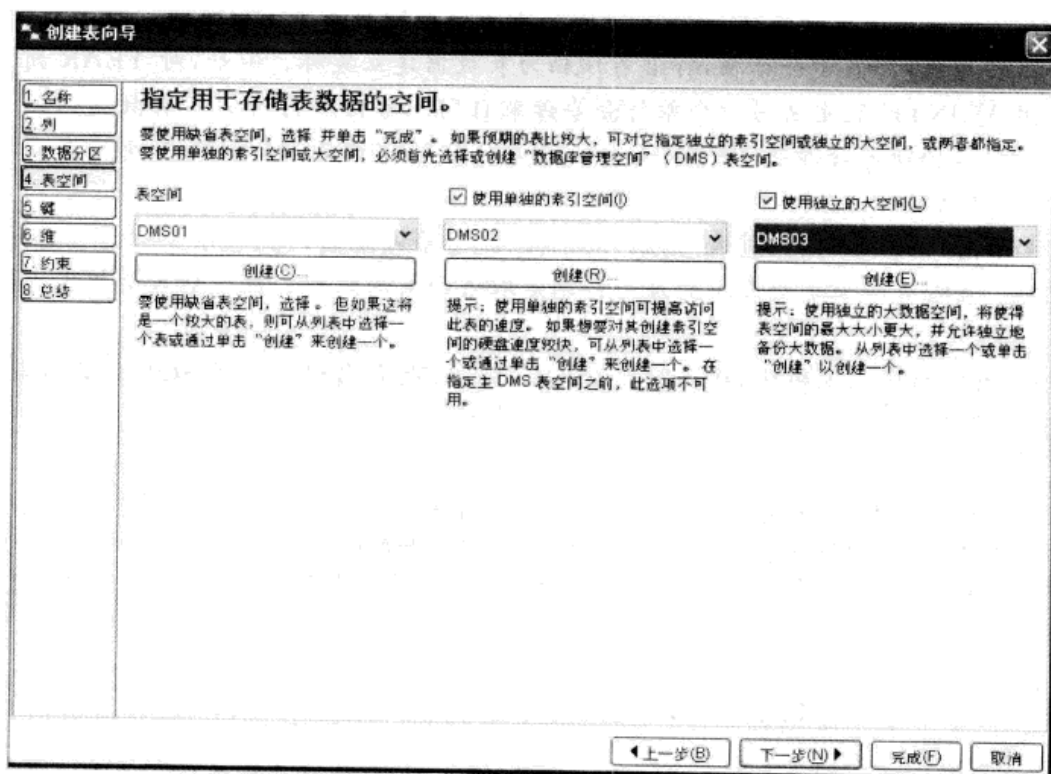 创建表向导
1. 名称
2. 列
3. 数据分区
4. 表空间
5. 键
6. 维
7. 约束
8. 总结
指定用于存储表数据的空间。
要使用缺省表空间，选择 并单击“完成”。如果预期的表比较大，可对它指定独立的索引空间或独立的大空间，或两者都指定。
要使用单独的索引空间或大空间，必须首先选择或创建“数据库管理空间”（DMS）表空间。
表空间
DMS01
创建(C)...
要使用缺省表空间，选择 。但如果这将
是一个较大的表，则可从列表中选择一
个表或通过单击“创建”来创建一个。
使用单独的索引空间(I)
DMS02
创建(R)...
提示：使用单独的索引空间可提高访问
此表的速度。如果想要对其创建索引空
间的硬盘速度较快，可从列表中选择一
个或通过单击“创建”来创建一个。在
指定主 DMS 表空间之前，此选项不可
用。
使用独立的大空间(L)
DMS03
创建(E)...
提示：使用独立的大数据空间，将使得
表空间的最大大小更大，并允许独立地
备份大数据。从列表中选择一个或单击
“创建”以创建一个。
上一步(B)
下一步(N)
完成(F)
取消